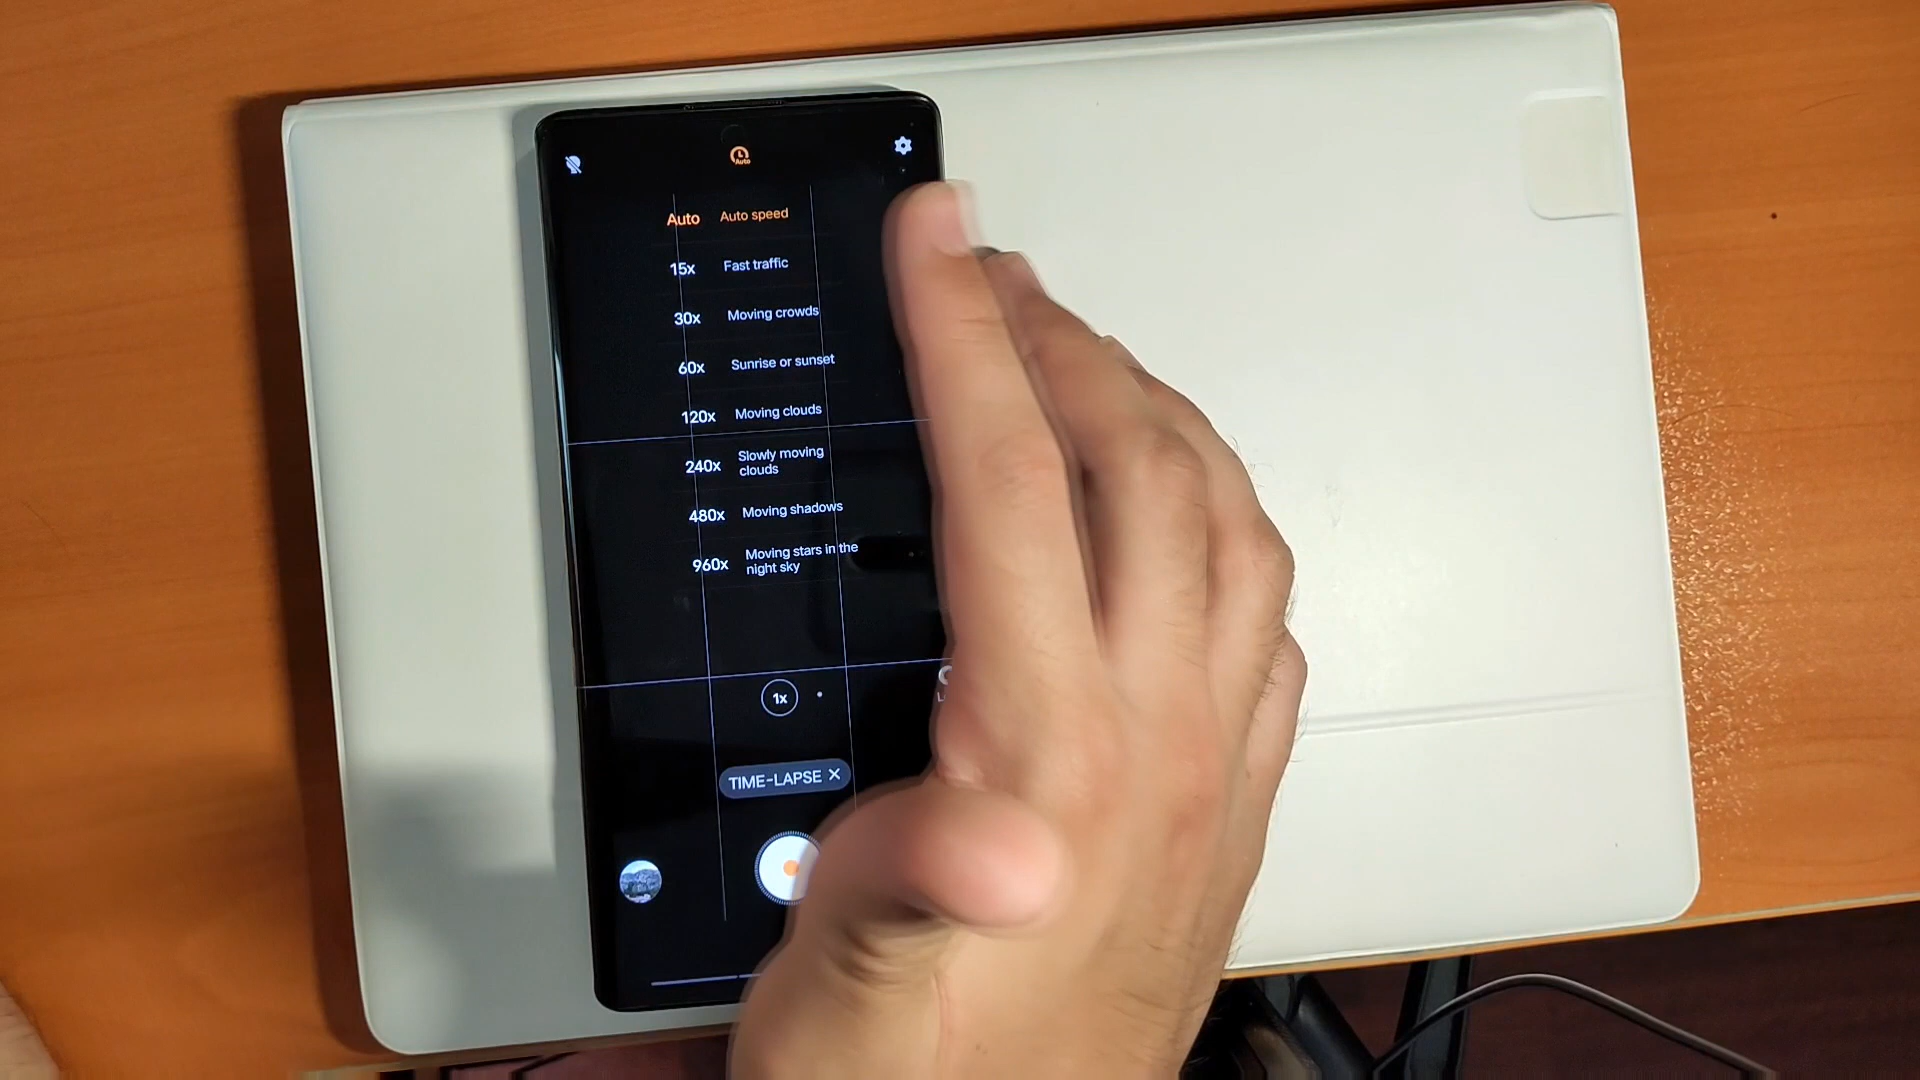 Auto
Auto Auto speed
15x Fast traffic
30x Moving crowds
60x Sunrise or sunset
120x Moving clouds
240x Slowly moving
clouds
480x Moving shadows
960x Moving stars in the
night sky
1x
TIME-LAPSE ✕